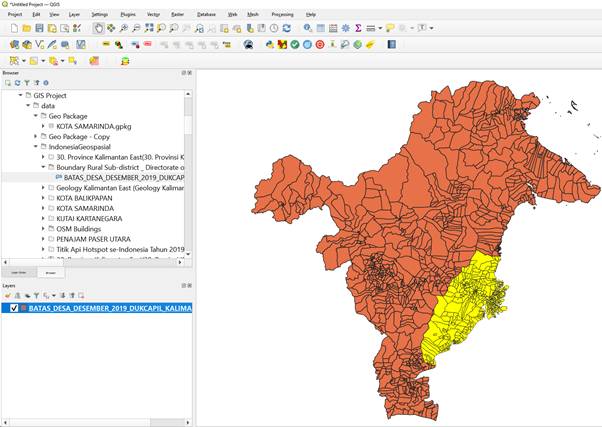 *Untitled Project — QGIS
Project Edit View Layer Settings Plugins Vector Raster Database Web Mesh Processing Help
Browser
GIS Project
data
Geo Package
KOTA SAMARINDA.gpkg
Geo Package - Copy
IndonesiaGeospasial
30. Province Kalimantan East(30. Provinsi K
Boundary Rural Sub-district _ Directorate o
BATAS_DESA_DESEMBER_2019_DUKCAP
Geology Kalimantan East (Geology Kalimar
KOTA BALIKPAPAN
KOTA SAMARINDA
KUTAI KARTANEGARA
OSM Buildings
PENAJAM PASER UTARA
Titik Api Hotspot se-Indonesia Tahun 2019
Layer Order Browser
Layers
BATAS_DESA_DESEMBER_2019_DUKCAPIL_KALIMA